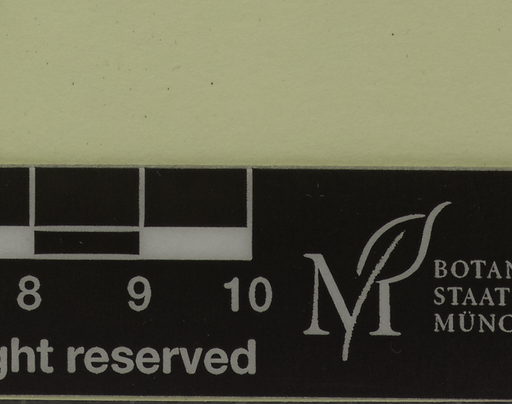 8 9 10
ght reserved
BOTAN
STAAT
MÜNC